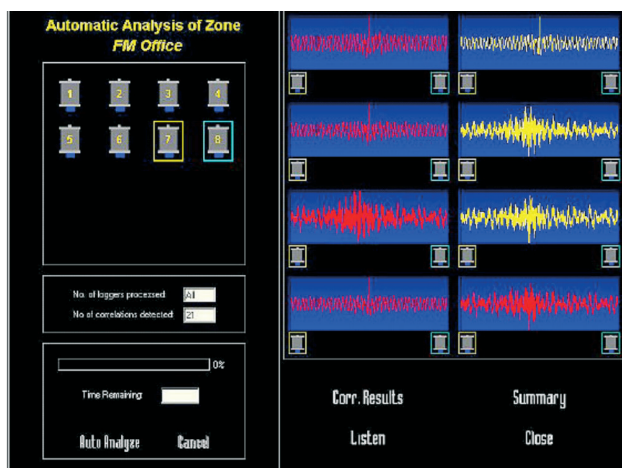 Automatic Analysis of Zone
FM Office
1 2 3 4
5 6 7 8
No. of loggers processed: All
No of correlations detected: 21
0%
Time Remaining:
Auto Analyze Cancel
Corr. Results Summary
Listen Close